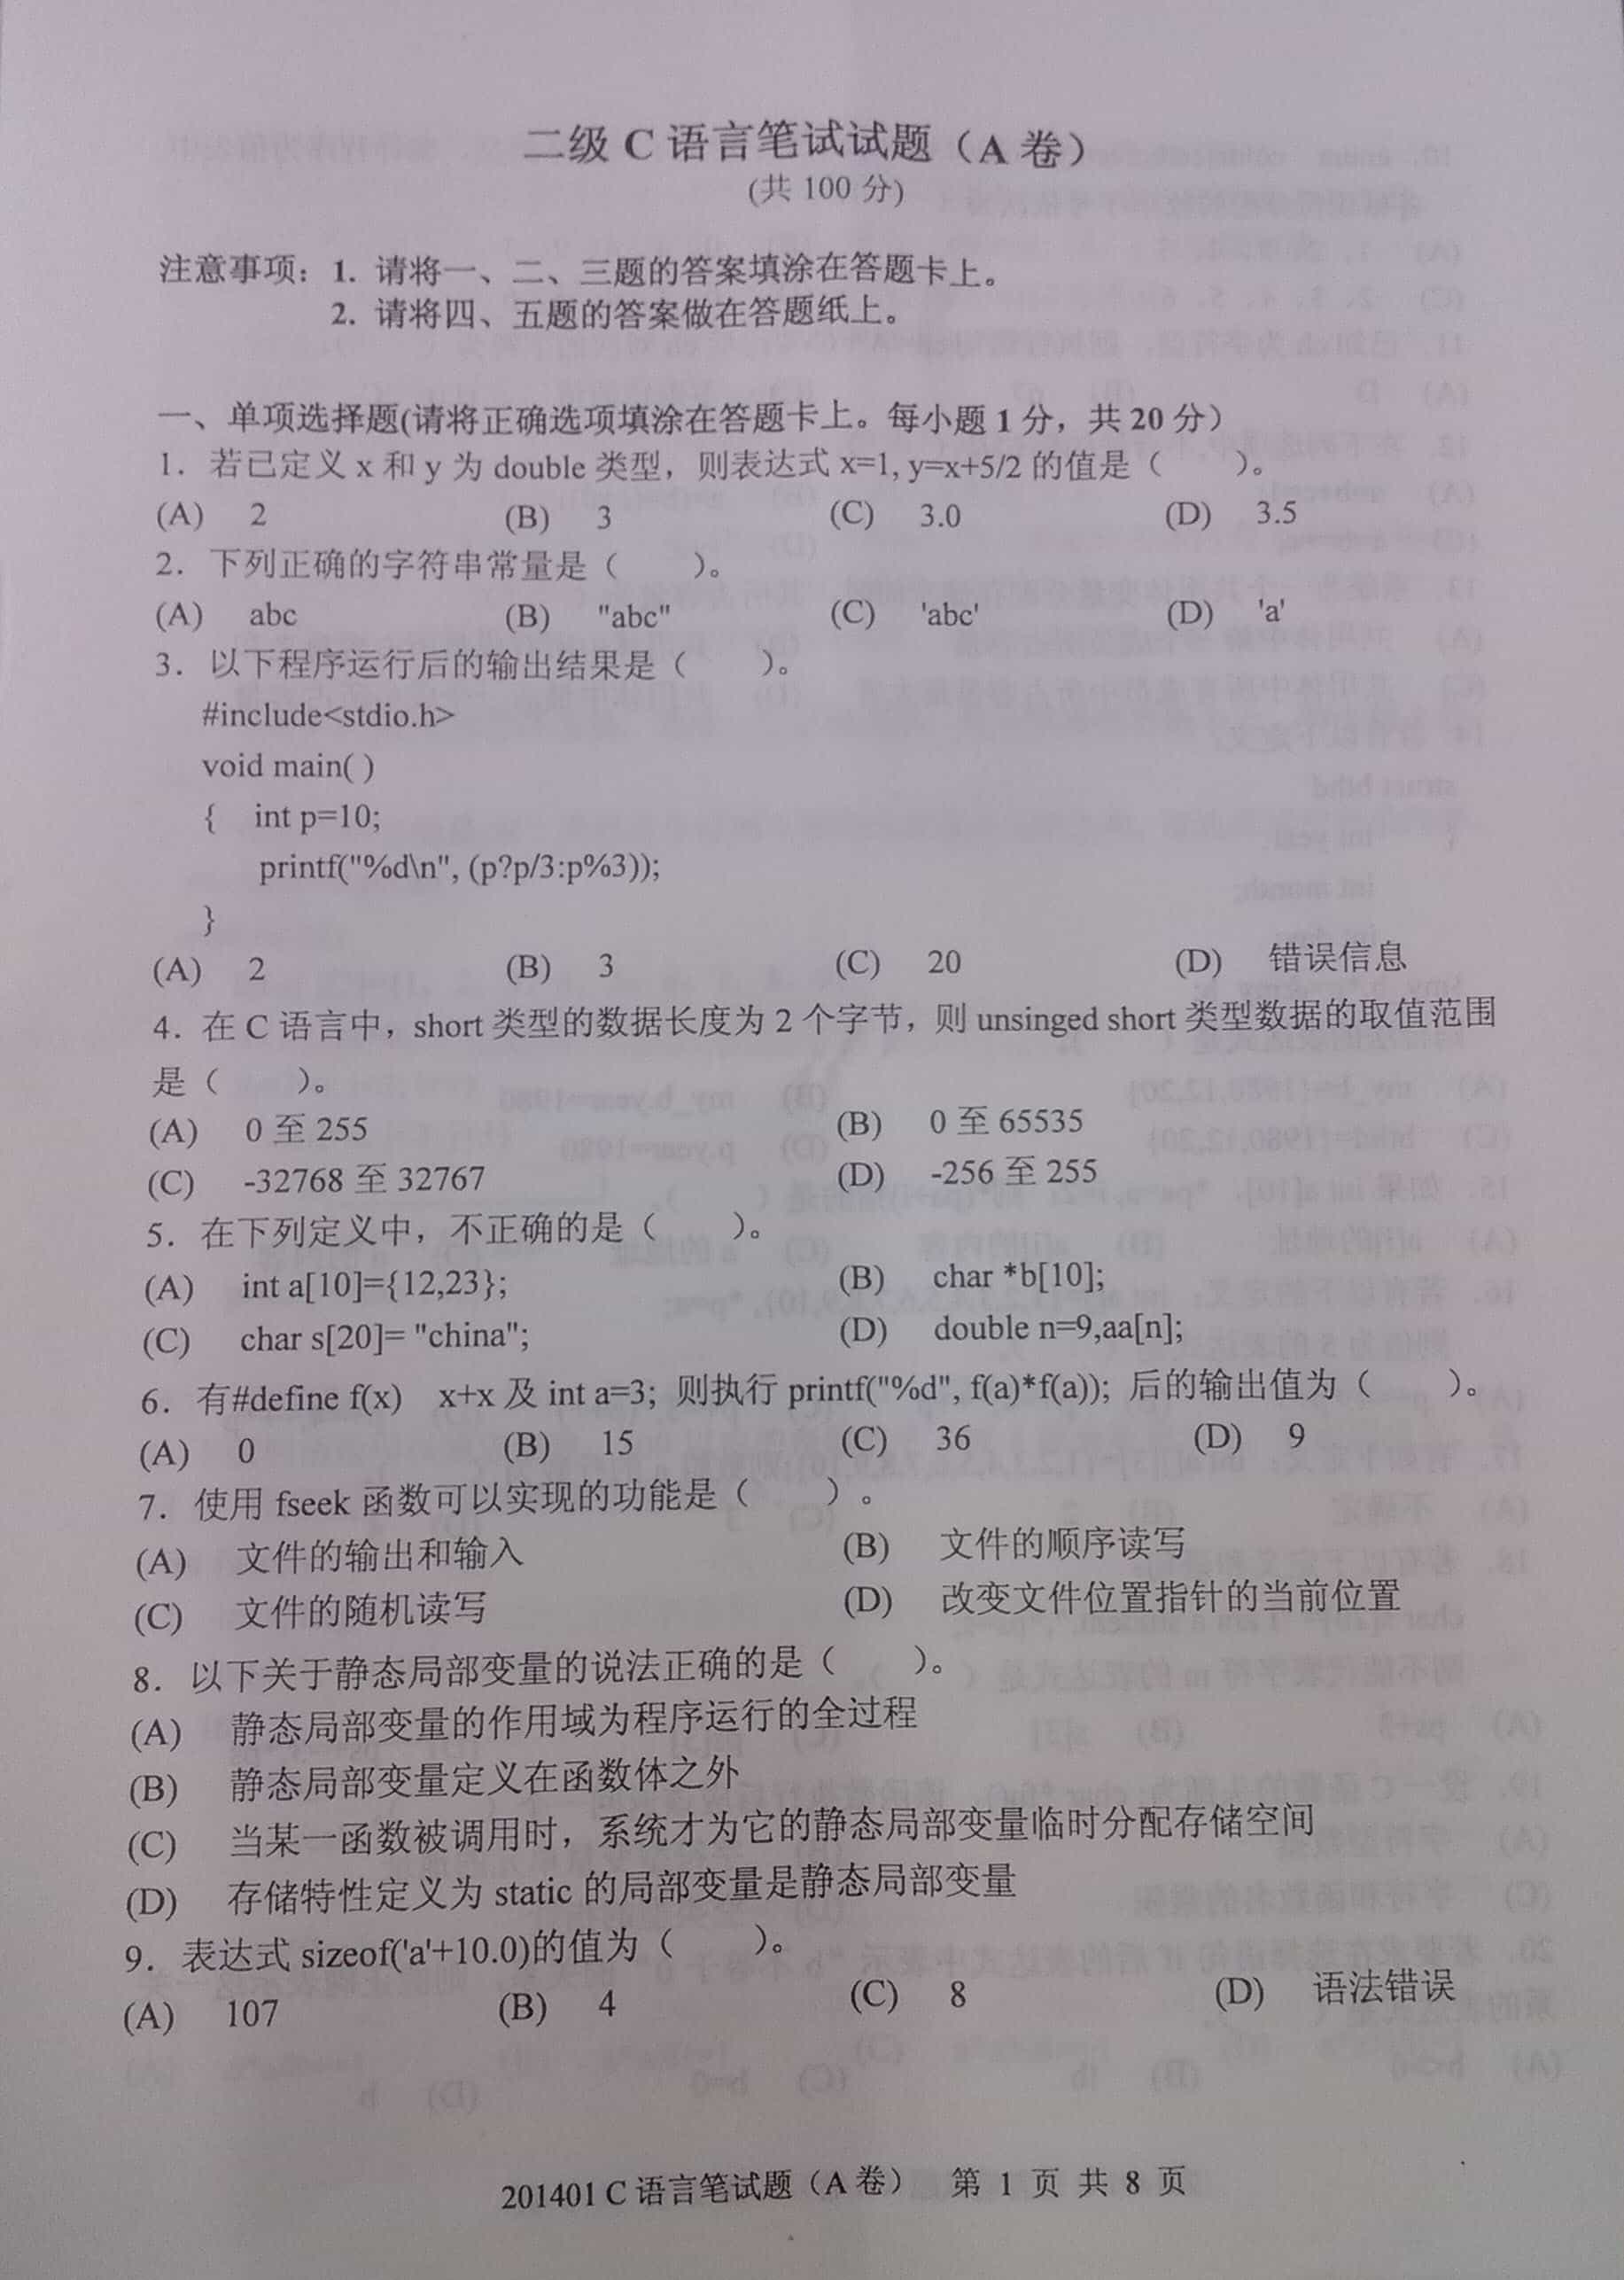 二级 C 语言笔试试题（A 卷）
(共 100 分)
注意事项：1. 请将一、二、三题的答案填涂在答题卡上。
2. 请将四、五题的答案做在答题纸上。
一、单项选择题(请将正确选项填涂在答题卡上。每小题 1 分，共 20 分）
1．若已定义 x 和 y 为 double 类型，则表达式 x=1, y=x+5/2 的值是（ ）。
(A) 2 (B) 3 (C) 3.0 (D) 3.5
2．下列正确的字符串常量是（ ）。
(A) abc (B) "abc" (C) 'abc' (D) 'a'
3．以下程序运行后的输出结果是（ ）。
#include<stdio.h>
void main( )
{ int p=10;
printf("%d\n", (p?p/3:p%3));
}
(A) 2 (B) 3 (C) 20 (D) 错误信息
4．在 C 语言中，short 类型的数据长度为 2 个字节，则 unsinged short 类型数据的取值范围
是（ ）。
(A) 0 至 255 (B) 0 至 65535
(C) -32768 至 32767 (D) -256 至 255
5．在下列定义中，不正确的是（ ）。
(A) int a[10]={12,23}; (B) char *b[10];
(C) char s[20]= "china"; (D) double n=9,aa[n];
6．有#define f(x) x+x 及 int a=3; 则执行 printf("%d", f(a)*f(a)); 后的输出值为（ ）。
(A) 0 (B) 15 (C) 36 (D) 9
7．使用 fseek 函数可以实现的功能是（ ）。
(A) 文件的输出和输入 (B) 文件的顺序读写
(C) 文件的随机读写 (D) 改变文件位置指针的当前位置
8．以下关于静态局部变量的说法正确的是（ ）。
(A) 静态局部变量的作用域为程序运行的全过程
(B) 静态局部变量定义在函数体之外
(C) 当某一函数被调用时，系统才为它的静态局部变量临时分配存储空间
(D) 存储特性定义为 static 的局部变量是静态局部变量
9．表达式 sizeof('a'+10.0)的值为（ ）。
(A) 107 (B) 4 (C) 8 (D) 语法错误
201401 C 语言笔试题（A 卷） 第 1 页 共 8 页